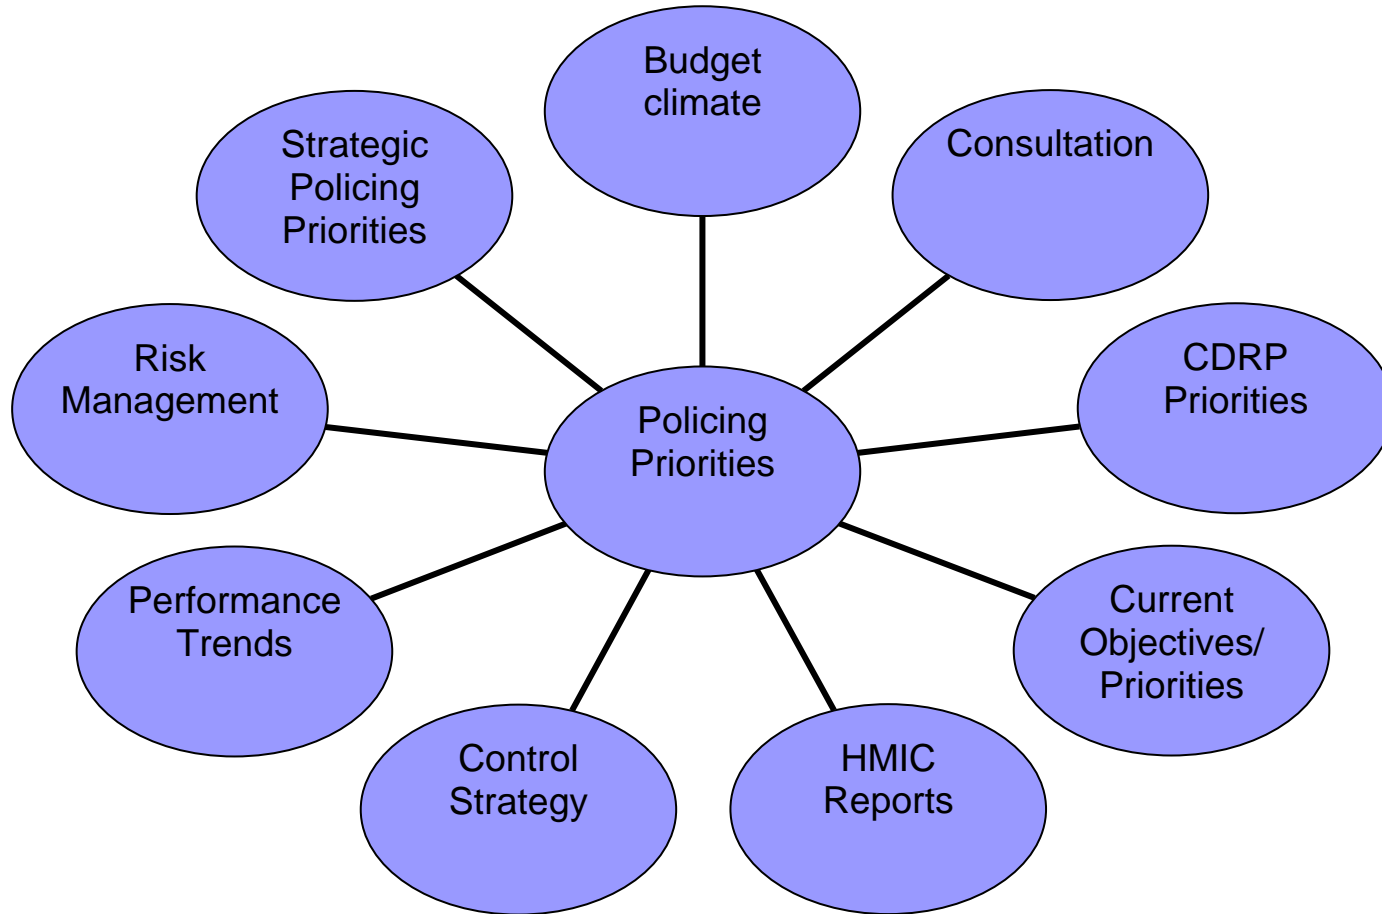 Budget
climate
Strategic
Policing
Priorities
Consultation
Risk
Management
CDRP
Priorities
Policing
Priorities
Performance
Trends
Current
Objectives/
Priorities
Control
Strategy
HMIC
Reports